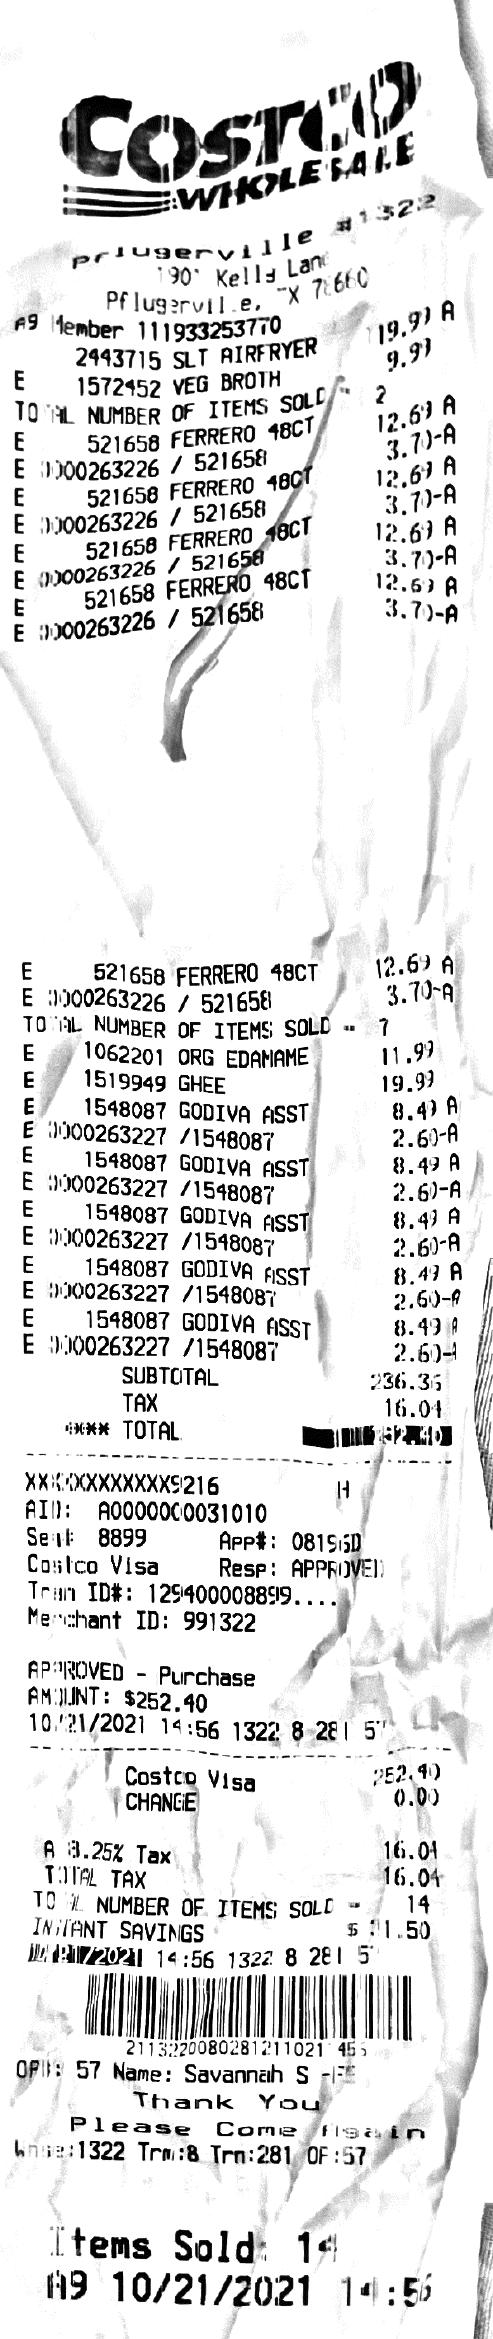 COSTCO
WHOLESALE
Pflugerville #1322
1901 Kelly Lane
Pflugerville, TX 78660
A9 Member 111933253770
2443715 SLT AIRFRYER 119.99 A
E 1572452 VEG BROTH 9.99
TOTAL NUMBER OF ITEMS SOLD = 2
E 521658 FERRERO 48CT 12.69 A
E 0000263226 / 521658 3.70-A
E 521658 FERRERO 48CT 12.69 A
E 0000263226 / 521658 3.70-A
E 521658 FERRERO 48CT 12.69 A
E 0000263226 / 521658 3.70-A
E 521658 FERRERO 48CT 12.69 A
E 0000263226 / 521658 3.70-A
E 521658 FERRERO 48CT 12.69 A
E 0000263226 / 521658 3.70-A
TOTAL NUMBER OF ITEMS SOLD = 7
E 1062201 ORG EDAMAME 11.99
E 1519949 GHEE 19.99
E 1548087 GODIVA ASST 8.49 A
E 0000263227 /1548087 2.60-A
E 1548087 GODIVA ASST 8.49 A
E 0000263227 /1548087 2.60-A
E 1548087 GODIVA ASST 8.49 A
E 0000263227 /1548087 2.60-A
E 1548087 GODIVA ASST 8.49 A
E 0000263227 /1548087 2.60-A
E 1548087 GODIVA ASST 8.49 A
E 0000263227 /1548087 2.60-A
SUBTOTAL 236.36
TAX 16.04
**** TOTAL 252.40
XXXXXXXXXXXX9216 H
AID: A0000000031010
Seq# 8899 App#: 08196D
Costco Visa Resp: APPROVED
Tran ID#: 129400008899....
Merchant ID: 991322
APPROVED - Purchase
AMOUNT: $252.40
10/21/2021 14:56 1322 8 281 57
Costco Visa 252.40
CHANGE 0.00
A 8.25% Tax 16.04
TOTAL TAX 16.04
TOTAL NUMBER OF ITEMS SOLD = 14
INSTANT SAVINGS $ 31.50
10/21/2021 14:56 1322 8 281 57
OP#: 57 Name: Savannah S
Thank You
Please Come Again
Whse:1322 Trm:8 Trn:281 OP:57
Items Sold: 14
A9 10/21/2021 14:56